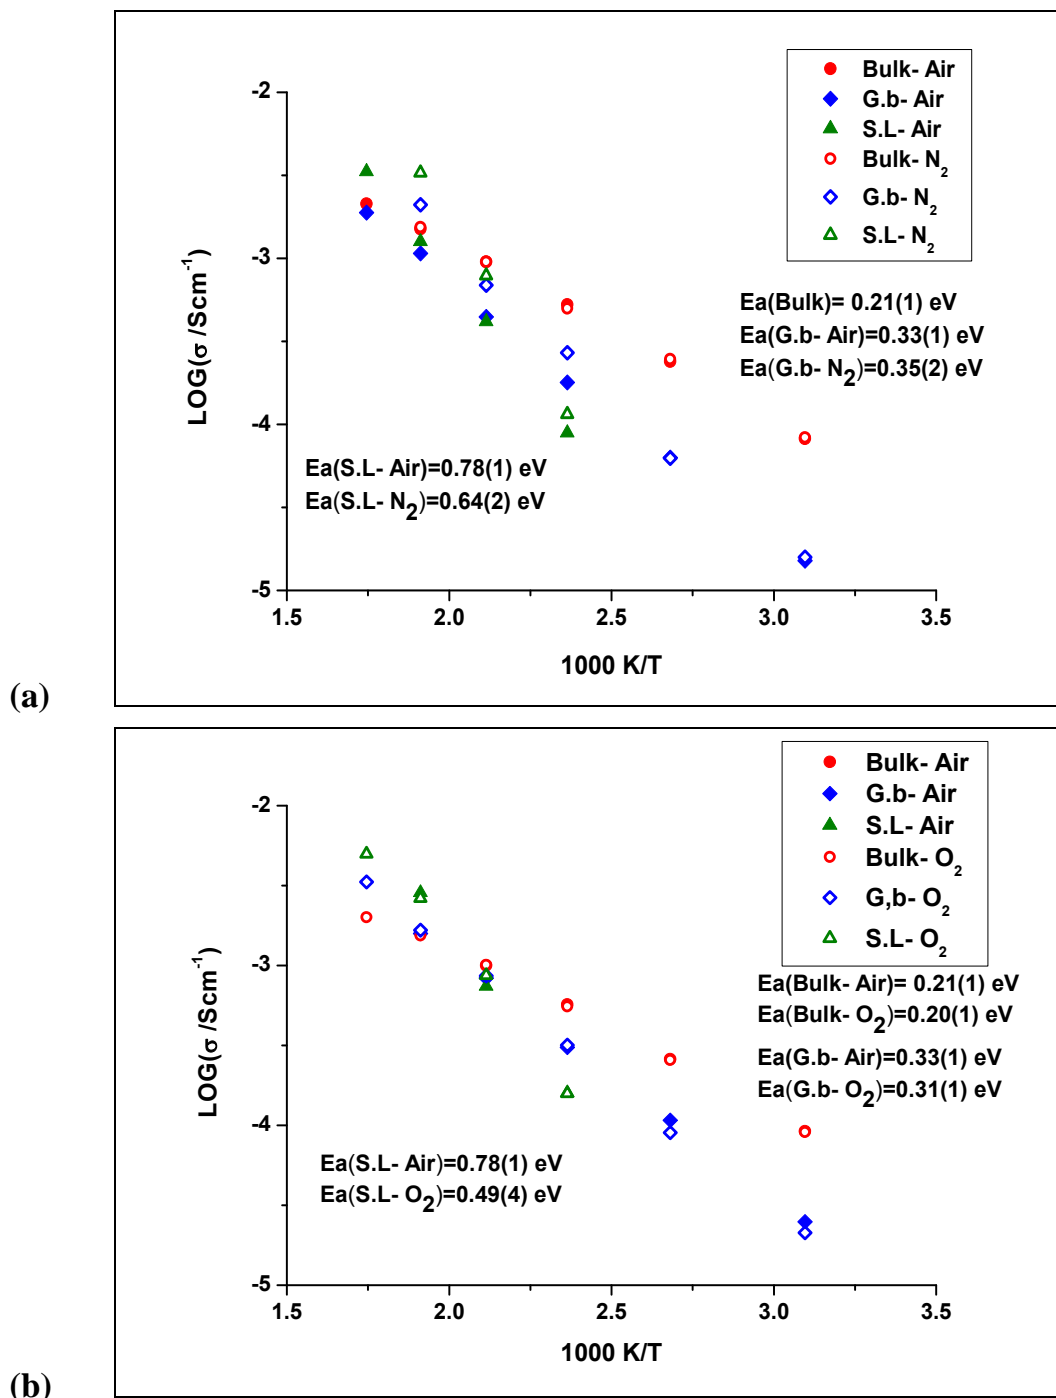 -2
-3
-4
-5
LOG(σ /Scm⁻¹)
1.5 2.0 2.5 3.0 3.5
1000 K/T
Bulk- Air
G.b- Air
S.L- Air
Bulk- N₂
G.b- N₂
S.L- N₂
Ea(Bulk)= 0.21(1) eV
Ea(G.b- Air)=0.33(1) eV
Ea(G.b- N₂)=0.35(2) eV
Ea(S.L- Air)=0.78(1) eV
Ea(S.L- N₂)=0.64(2) eV
(a)
-2
-3
-4
-5
LOG(σ /Scm⁻¹)
1.5 2.0 2.5 3.0 3.5
1000 K/T
Bulk- Air
G.b- Air
S.L- Air
Bulk- O₂
G,b- O₂
S.L- O₂
Ea(Bulk- Air)= 0.21(1) eV
Ea(Bulk- O₂)=0.20(1) eV
Ea(G.b- Air)=0.33(1) eV
Ea(G.b- O₂)=0.31(1) eV
Ea(S.L- Air)=0.78(1) eV
Ea(S.L- O₂)=0.49(4) eV
(b)